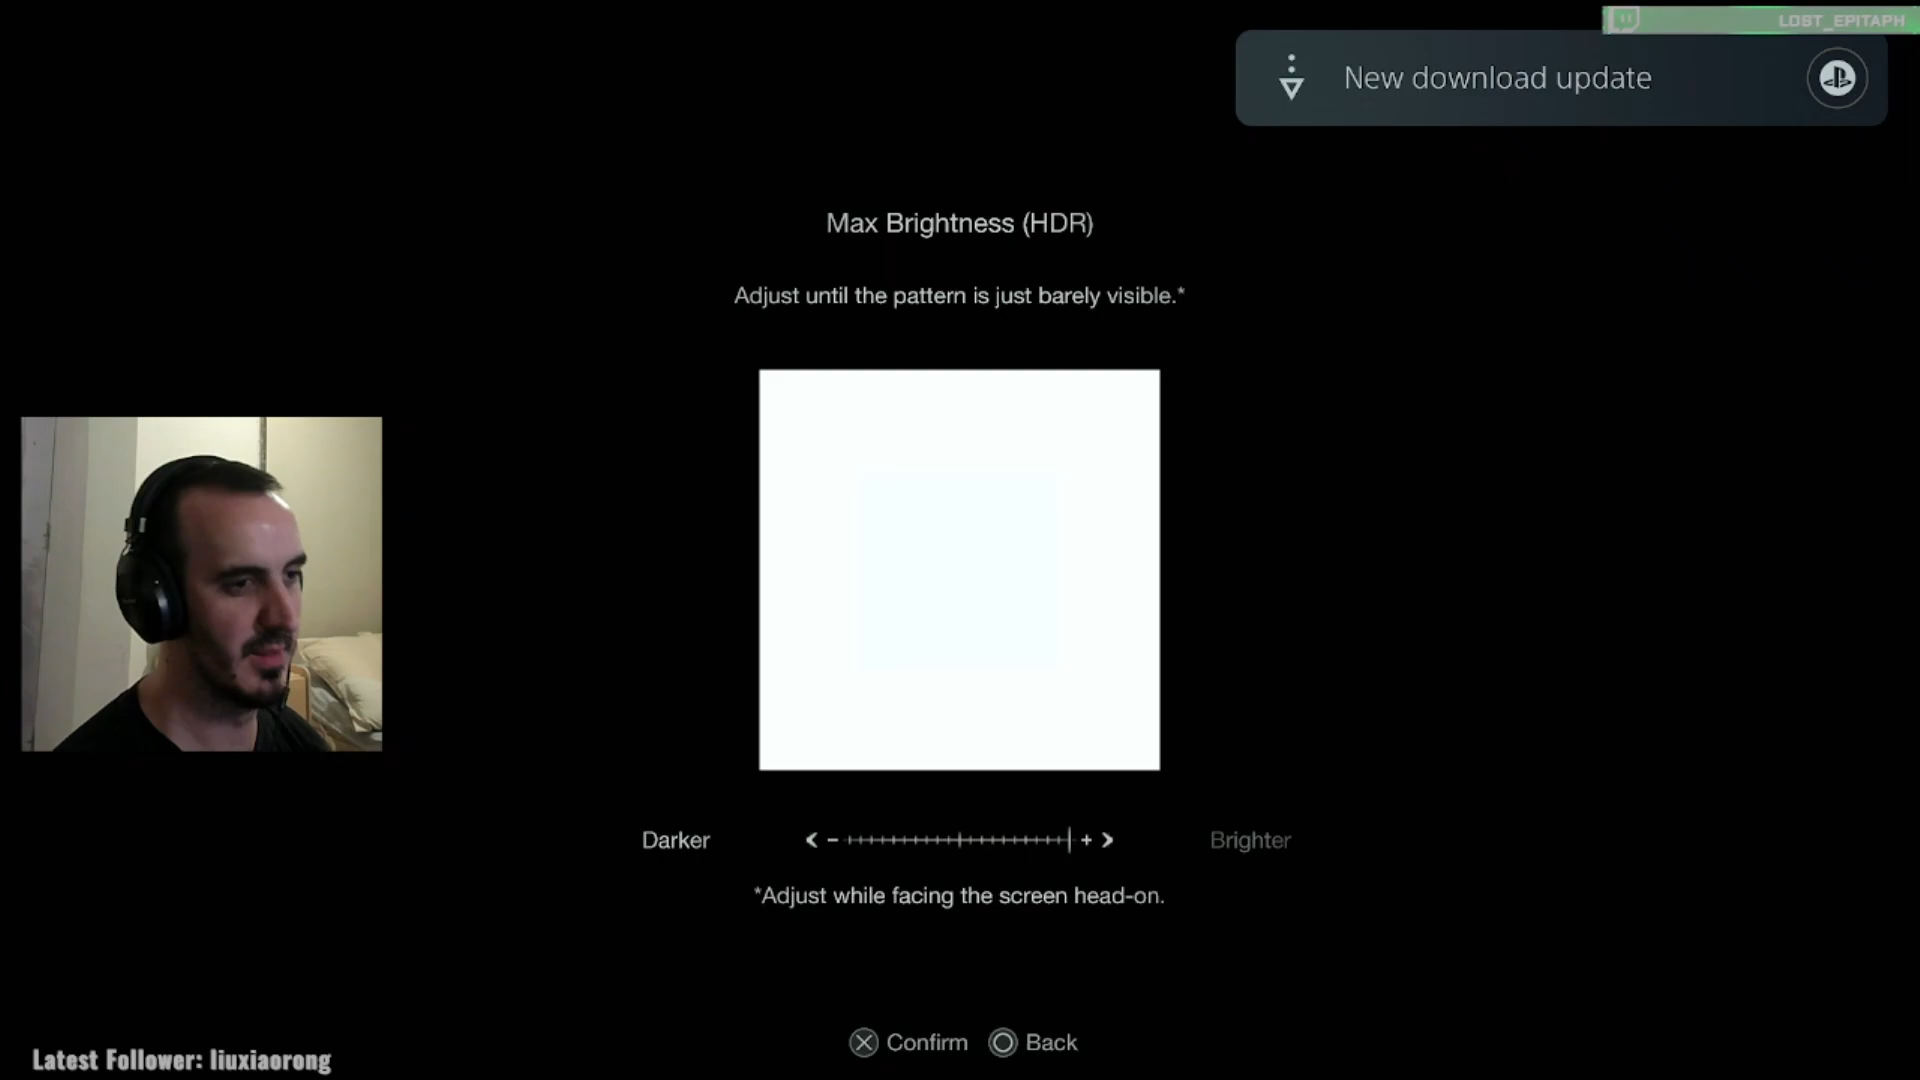 LOST_EPITAPH
New download update
Max Brightness (HDR)
Adjust until the pattern is just barely visible.*
Darker
Brighter
*Adjust while facing the screen head-on.
Confirm
Back
Latest Follower: liuxiaorong